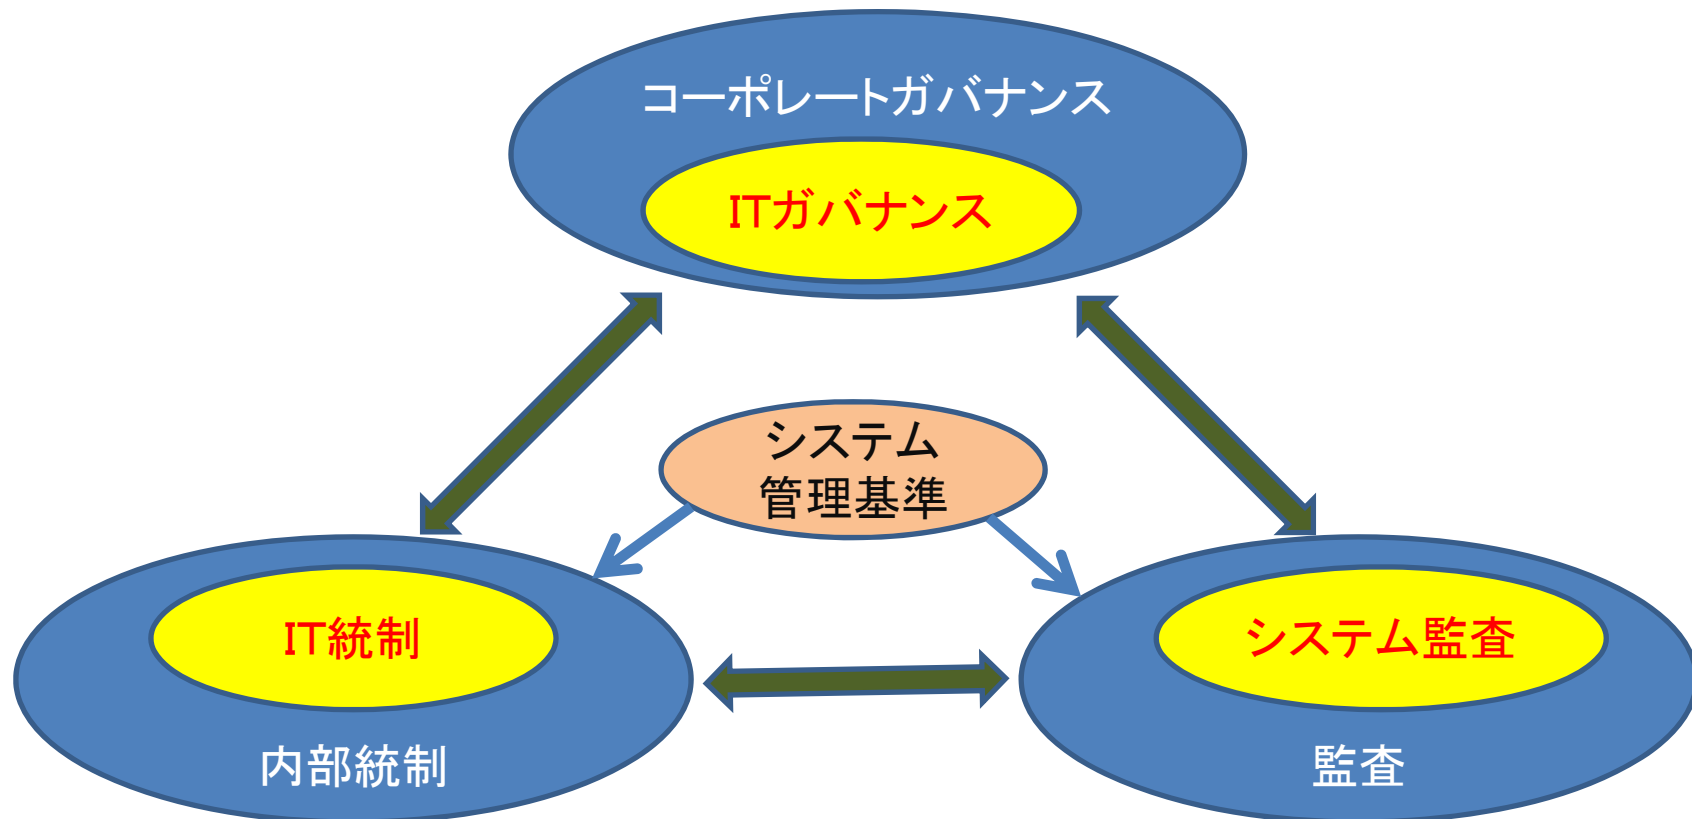 コーポレートガバナンス
ITガバナンス
システム
管理基準
IT統制
システム監査
内部統制
監査